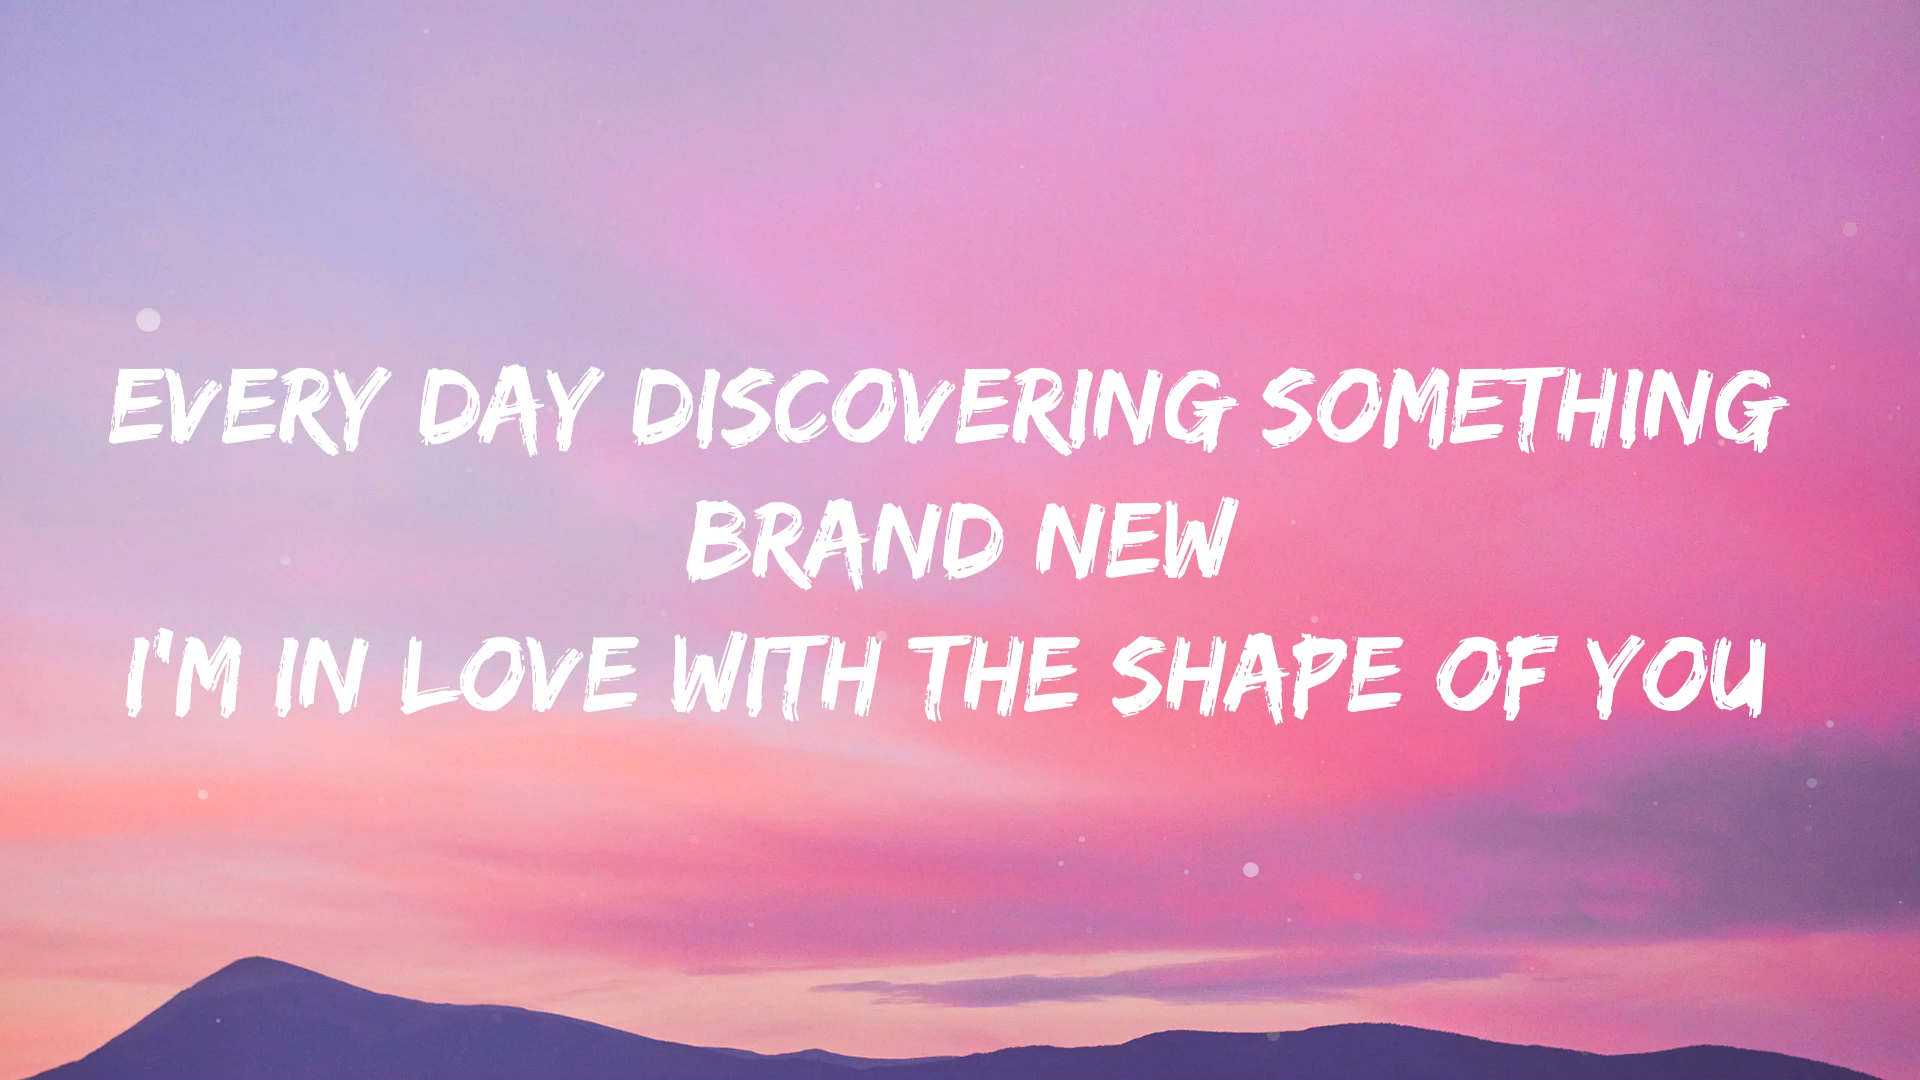 EVERY DAY DISCOVERING SOMETHING
BRAND NEW
I'M IN LOVE WITH THE SHAPE OF YOU